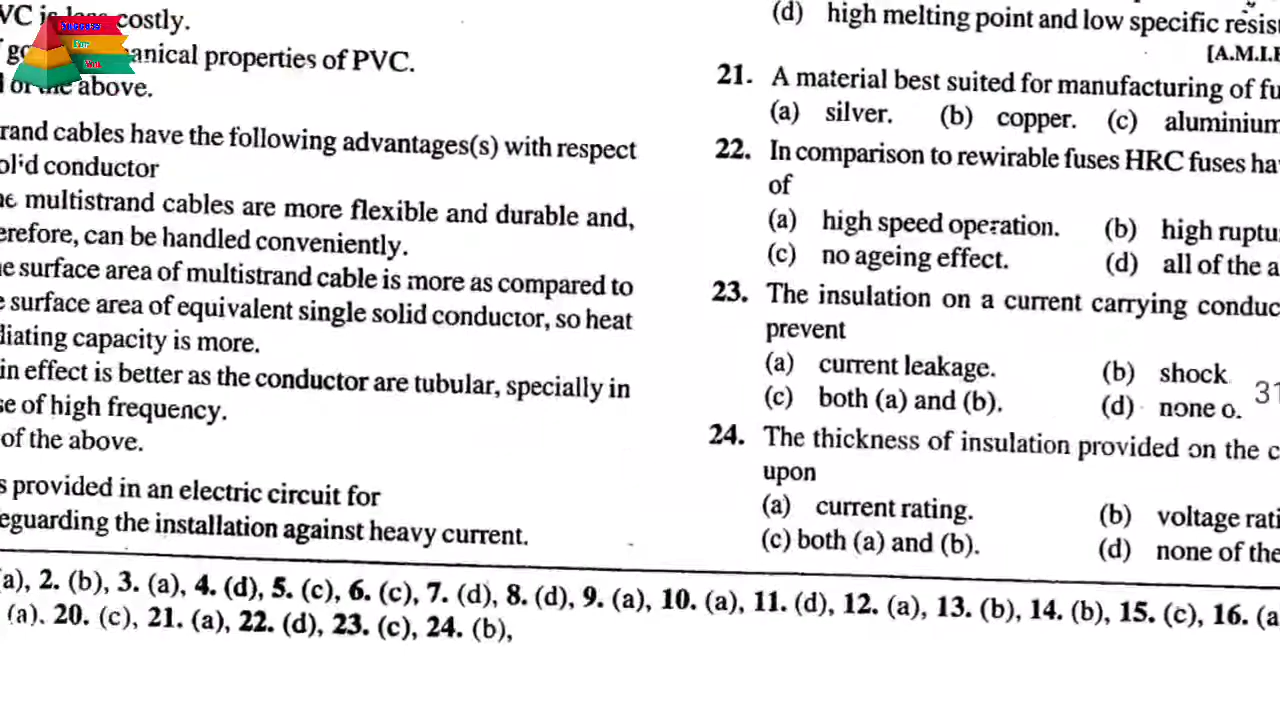 Success
For
You
VC is less costly.
anical properties of PVC.
of the above.
rand cables have the following advantages(s) with respect
solid conductor
multistrand cables are more flexible and durable and,
erefore, can be handled conveniently.
e surface area of multistrand cable is more as compared to
surface area of equivalent single solid conductor, so heat
diating capacity is more.
in effect is better as the conductor are tubular, specially in
se of high frequency.
of the above.
s provided in an electric circuit for
eguarding the installation against heavy current.
(d) high melting point and low specific resist
[A.M.I.E
21. A material best suited for manufacturing of fu
(a) silver. (b) copper. (c) aluminium
22. In comparison to rewirable fuses HRC fuses ha
of
(a) high speed operation. (b) high ruptu
(c) no ageing effect. (d) all of the a
23. The insulation on a current carrying conduc
prevent
(a) current leakage. (b) shock
(c) both (a) and (b). (d) none o.
31
24. The thickness of insulation provided on the c
upon
(a) current rating. (b) voltage rati
(c) both (a) and (b). (d) none of the
(a), 2. (b), 3. (a), 4. (d), 5. (c), 6. (c), 7. (d), 8. (d), 9. (a), 10. (a), 11. (d), 12. (a), 13. (b), 14. (b), 15. (c), 16. (a
(a). 20. (c), 21. (a), 22. (d), 23. (c), 24. (b),